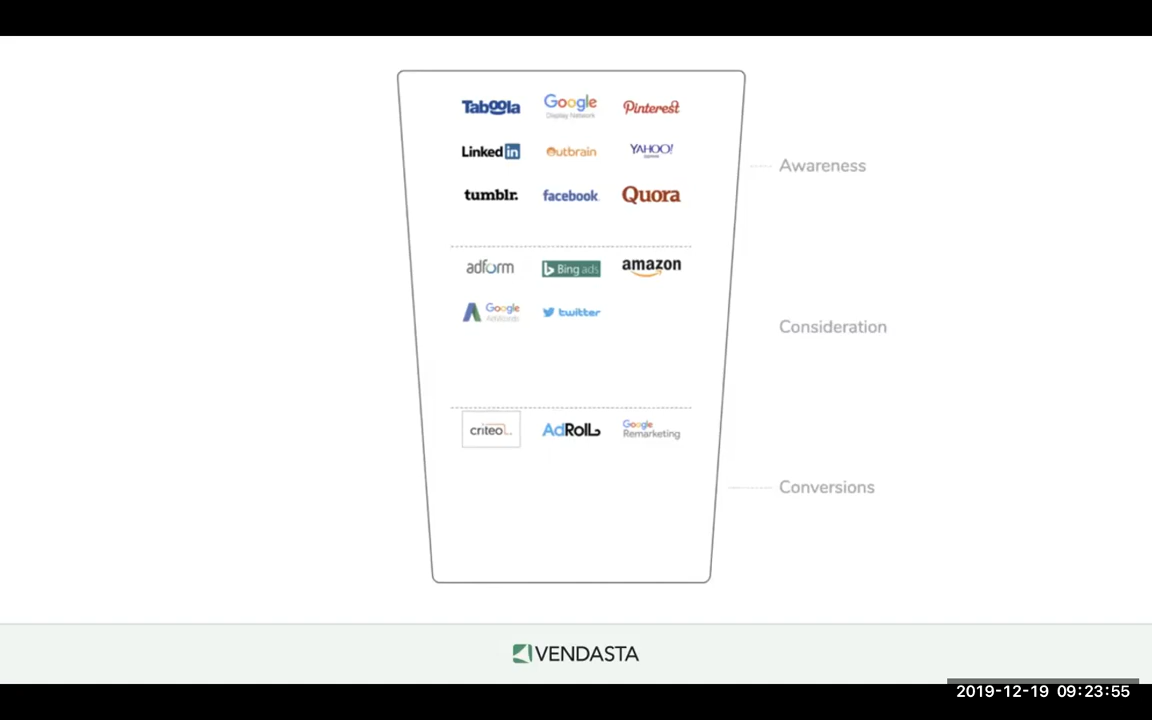 Taboola Google Pinterest
Display Network
LinkedIn Outbrain YAHOO!
tumblr. facebook Quora
Awareness
adform Bing ads amazon
Google twitter
AdWords
Consideration
criteo AdRoll Google
Remarketing
Conversions
VENDASTA
2019-12-19 09:23:55